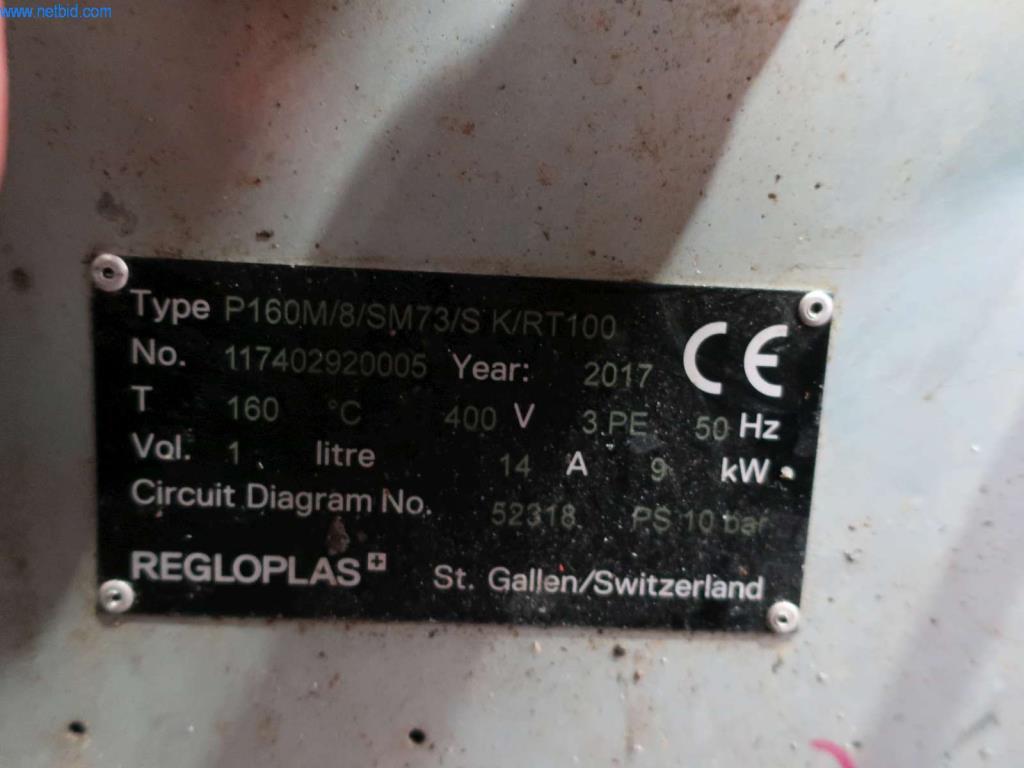 www.netbid.com
Type P160M/8/SM73/S K/RT100
No. 117402920005 Year: 2017 CE
T 160 °C 400 V 3.PE 50 Hz
Vol. 1 litre 14 A 9 kW
Circuit Diagram No. 52318 PS 10 bar
REGLOPLAS St. Gallen/Switzerland